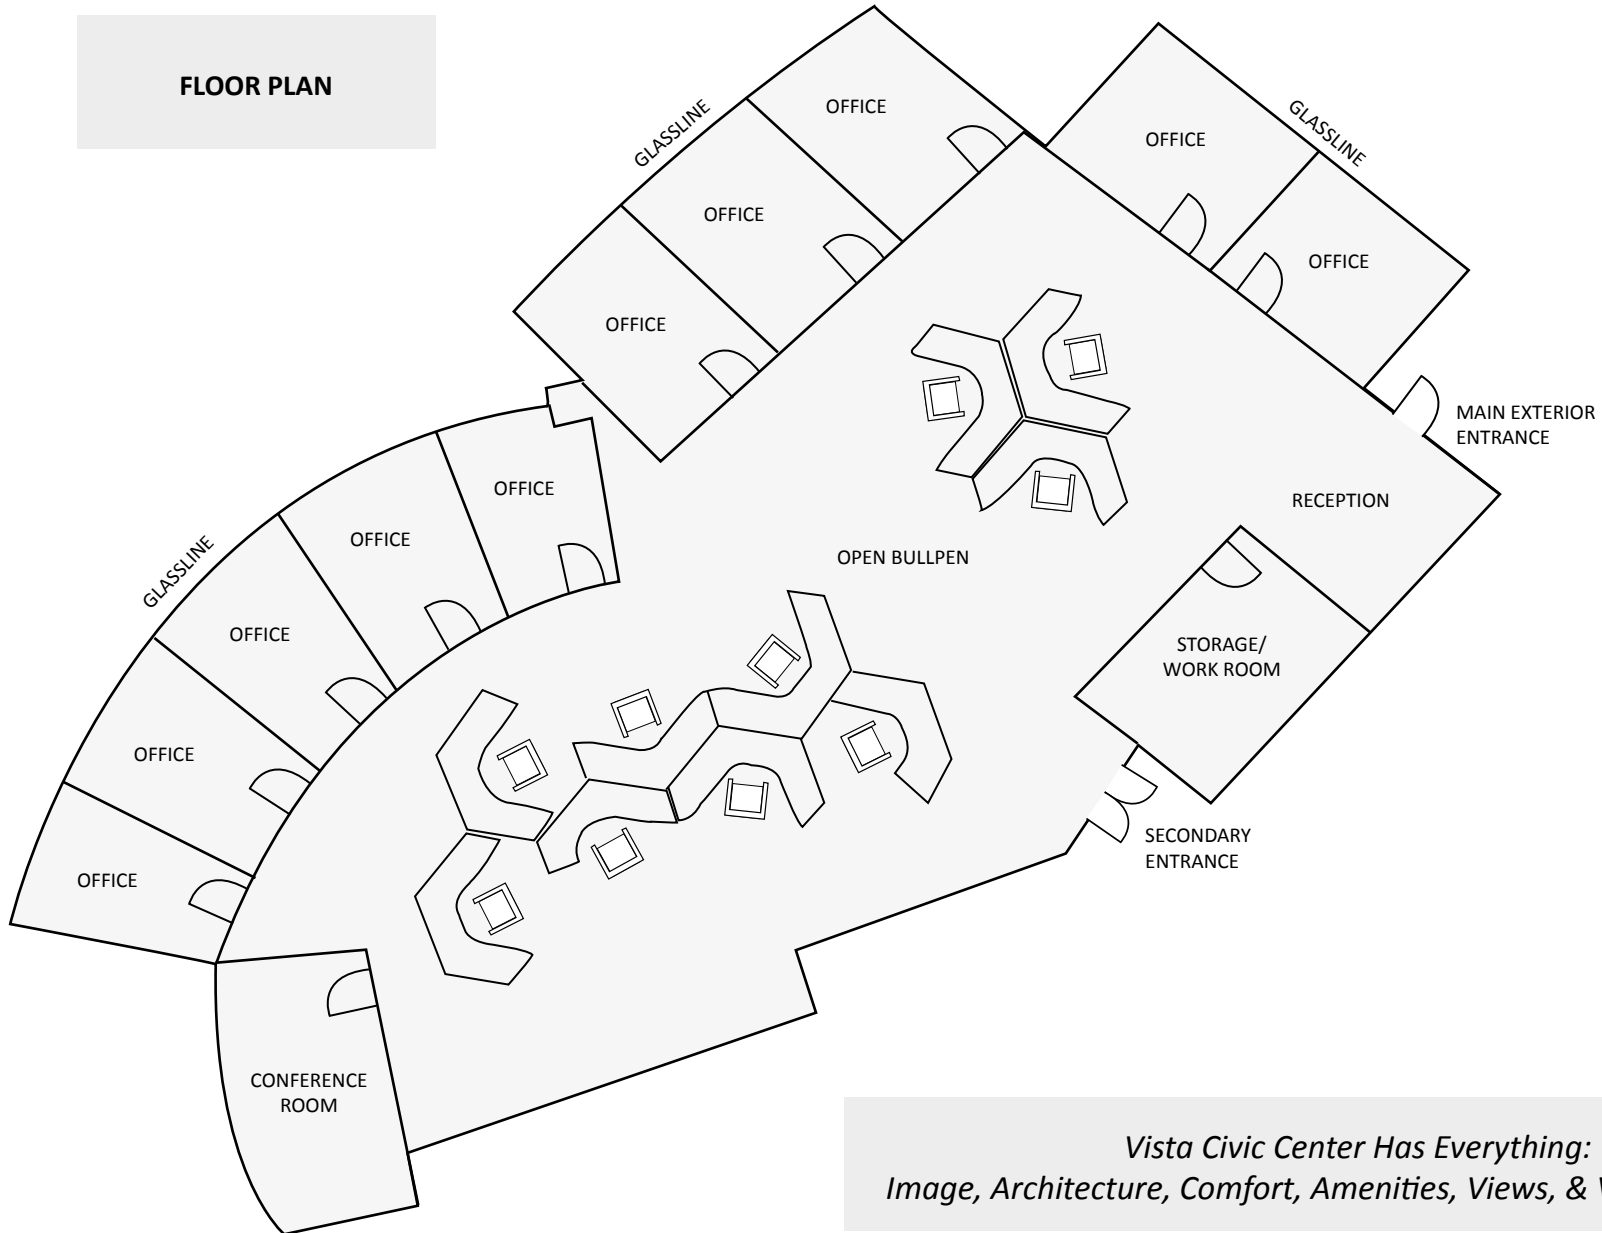 FLOOR PLAN
OFFICE
GLASSLINE
OFFICE
GLASSLINE
OFFICE
OFFICE
OFFICE
MAIN EXTERIOR
ENTRANCE
OFFICE
RECEPTION
OFFICE
OPEN BULLPEN
GLASSLINE
OFFICE
STORAGE/
WORK ROOM
OFFICE
SECONDARY
ENTRANCE
OFFICE
CONFERENCE
ROOM
Vista Civic Center Has Everything:
Image, Architecture, Comfort, Amenities, Views, &